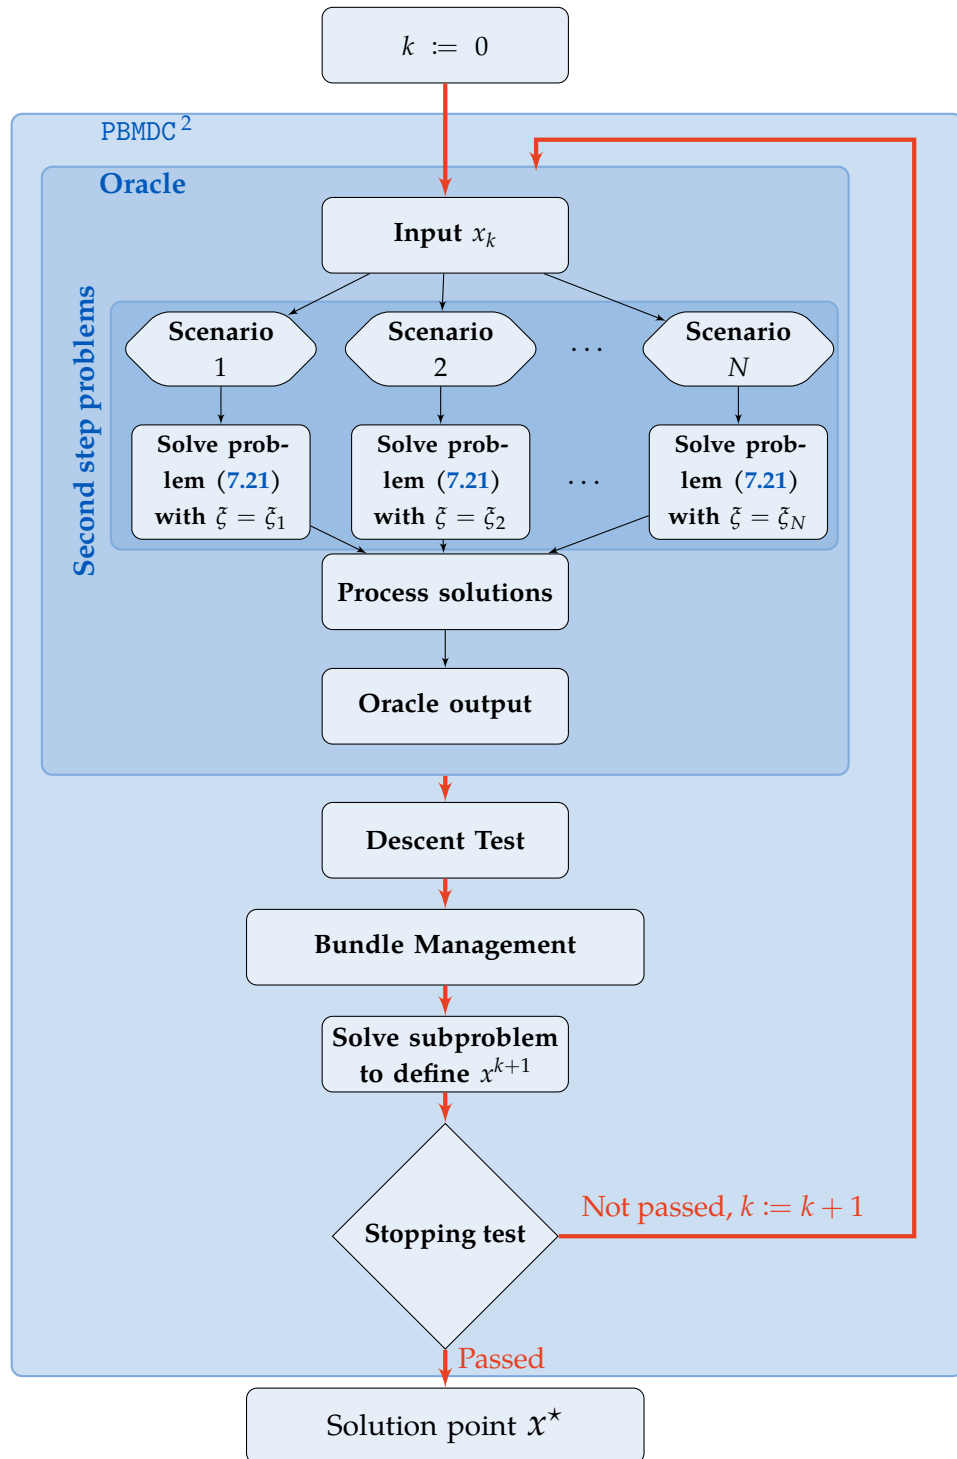 k := 0
PBMDC²
Oracle
Input xₖ
Second step problems
Scenario
1
Scenario
2
· · ·
Scenario
N
Solve prob-
lem (7.21)
with ξ = ξ₁
Solve prob-
lem (7.21)
with ξ = ξ₂
· · ·
Solve prob-
lem (7.21)
with ξ = ξ_N
Process solutions
Oracle output
Descent Test
Bundle Management
Solve subproblem
to define xᵏ⁺¹
Stopping test
Not passed, k := k + 1
Passed
Solution point x⋆